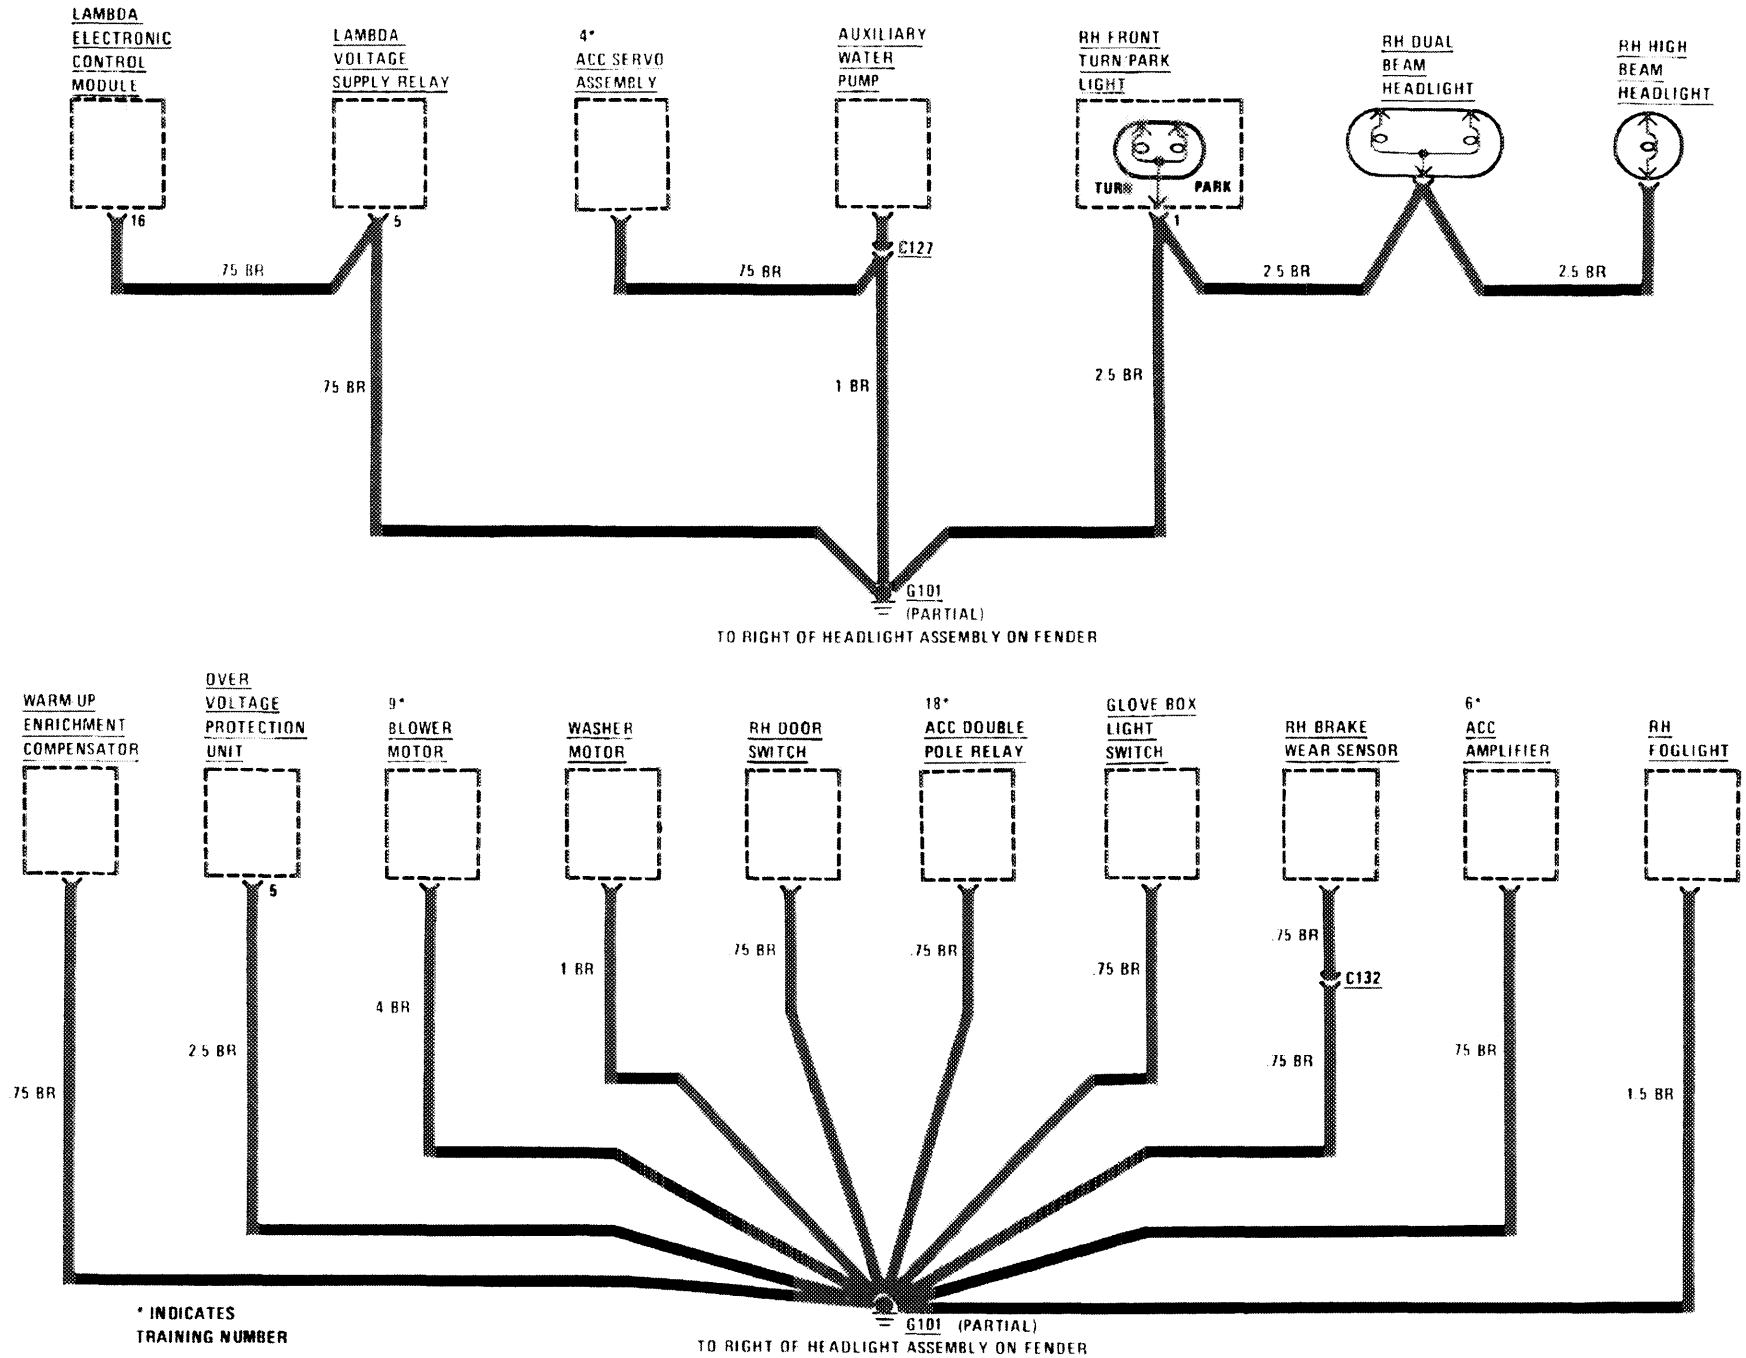 LAMBDA
ELECTRONIC
CONTROL
MODULE
LAMBDA
VOLTAGE
SUPPLY RELAY
4*
ACC SERVO
ASSEMBLY
AUXILIARY
WATER
PUMP
RH FRONT
TURN PARK
LIGHT
RH DUAL
BEAM
HEADLIGHT
RH HIGH
BEAM
HEADLIGHT
TURN
PARK
16
5
C127
1
.75 BR
75 BR
2.5 BR
2.5 BR
.75 BR
1 BR
2.5 BR
G101
(PARTIAL)
TO RIGHT OF HEADLIGHT ASSEMBLY ON FENDER
WARM UP
ENRICHMENT
COMPENSATOR
OVER
VOLTAGE
PROTECTION
UNIT
9*
BLOWER
MOTOR
WASHER
MOTOR
RH DOOR
SWITCH
18*
ACC DOUBLE
POLE RELAY
GLOVE BOX
LIGHT
SWITCH
RH BRAKE
WEAR SENSOR
6*
ACC
AMPLIFIER
RH
FOGLIGHT
5
.75 BR
2.5 BR
4 BR
1 BR
.75 BR
.75 BR
.75 BR
.75 BR
C132
.75 BR
75 BR
1.5 BR
* INDICATES
TRAINING NUMBER
G101 (PARTIAL)
TO RIGHT OF HEADLIGHT ASSEMBLY ON FENDER